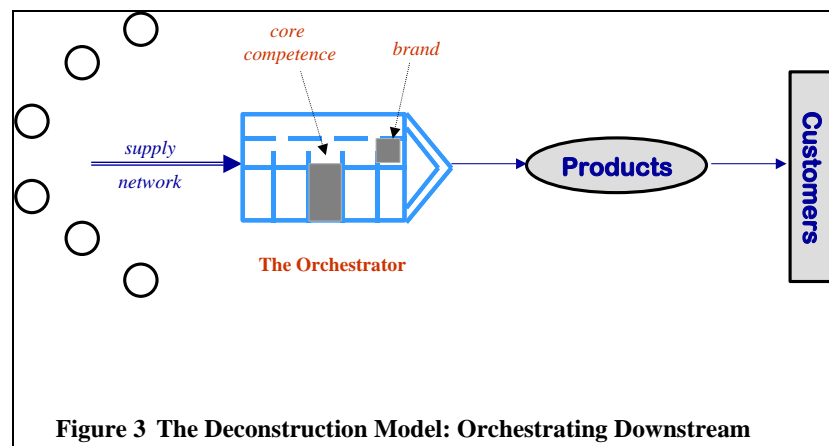 core
competence
brand
supply
network
The Orchestrator
Products
Customers
Figure 3 The Deconstruction Model: Orchestrating Downstream